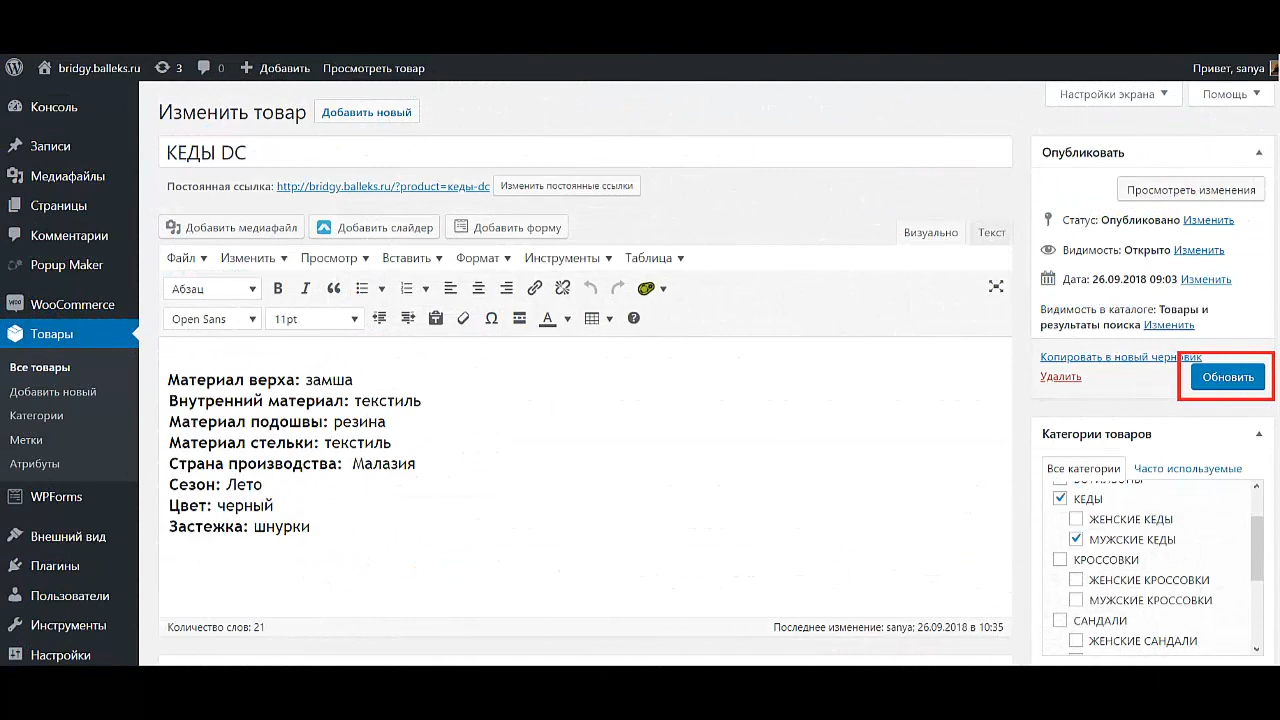 bridgy.balleks.ru 3 0 Добавить Просмотреть товар Привет, sanya
Консоль
Записи
Медиафайлы
Страницы
Комментарии
Popup Maker
WooCommerce
Товары
Все товары
Добавить новый
Категории
Метки
Атрибуты
WPForms
Внешний вид
Плагины
Пользователи
Инструменты
Настройки
Настройки экрана Помощь
Изменить товар Добавить новый
КЕДЫ DC
Постоянная ссылка: http://bridgy.balleks.ru/?product=кеды-dc Изменить постоянные ссылки
Добавить медиафайл Добавить слайдер Добавить форму
Визуально Текст
Файл Изменить Просмотр Вставить Формат Инструменты Таблица
Абзац
Open Sans 11pt
Материал верха: замша
Внутренний материал: текстиль
Материал подошвы: резина
Материал стельки: текстиль
Страна производства: Малазия
Сезон: Лето
Цвет: черный
Застежка: шнурки
Количество слов: 21 Последнее изменение: sanya; 26.09.2018 в 10:35
Опубликовать
Просмотреть изменения
Статус: Опубликовано Изменить
Видимость: Открыто Изменить
Дата: 26.09.2018 09:03 Изменить
Видимость в каталоге: Товары и
результаты поиска Изменить
Копировать в новый черновик
Удалить Обновить
Категории товаров
Все категории Часто используемые
КЕДЫ
ЖЕНСКИЕ КЕДЫ
МУЖСКИЕ КЕДЫ
КРОССОВКИ
ЖЕНСКИЕ КРОССОВКИ
МУЖСКИЕ КРОССОВКИ
САНДАЛИ
ЖЕНСКИЕ САНДАЛИ